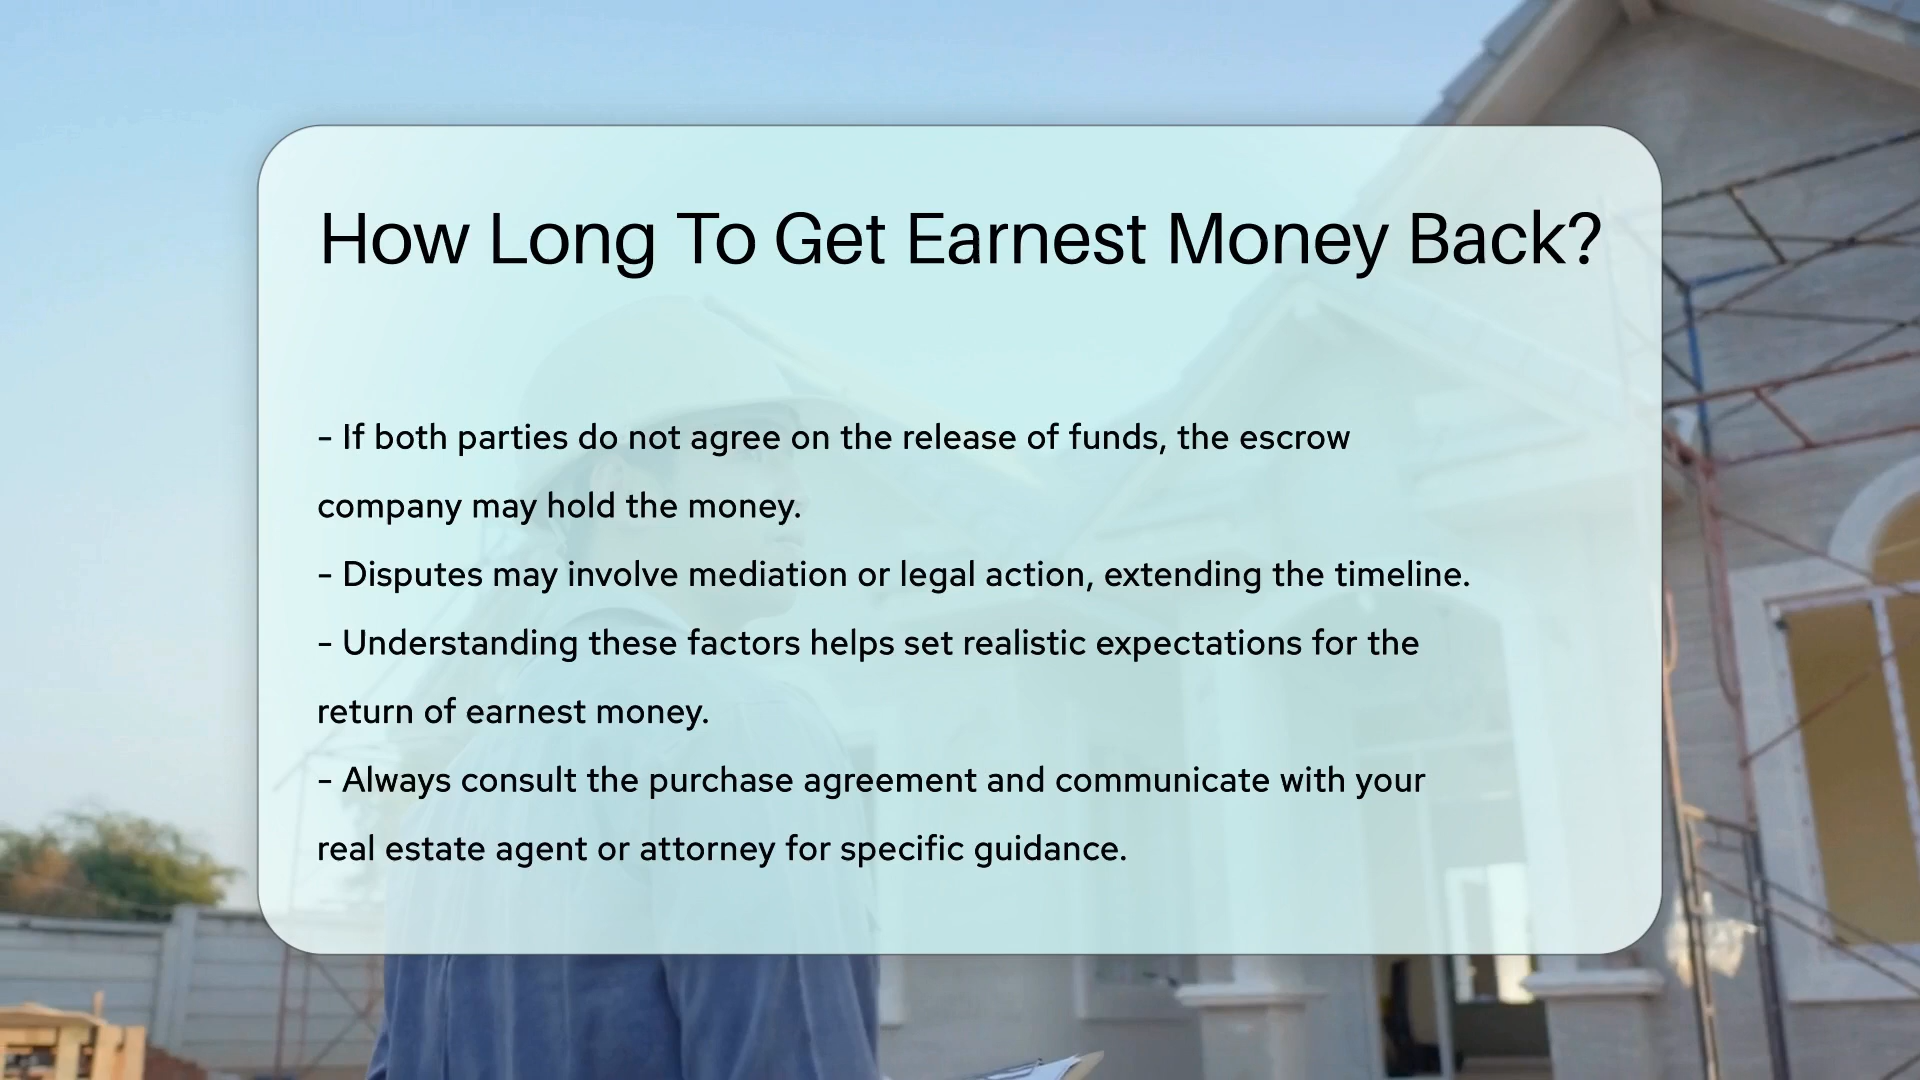 How Long To Get Earnest Money Back?
- If both parties do not agree on the release of funds, the escrow
company may hold the money.
- Disputes may involve mediation or legal action, extending the timeline.
- Understanding these factors helps set realistic expectations for the
return of earnest money.
- Always consult the purchase agreement and communicate with your
real estate agent or attorney for specific guidance.